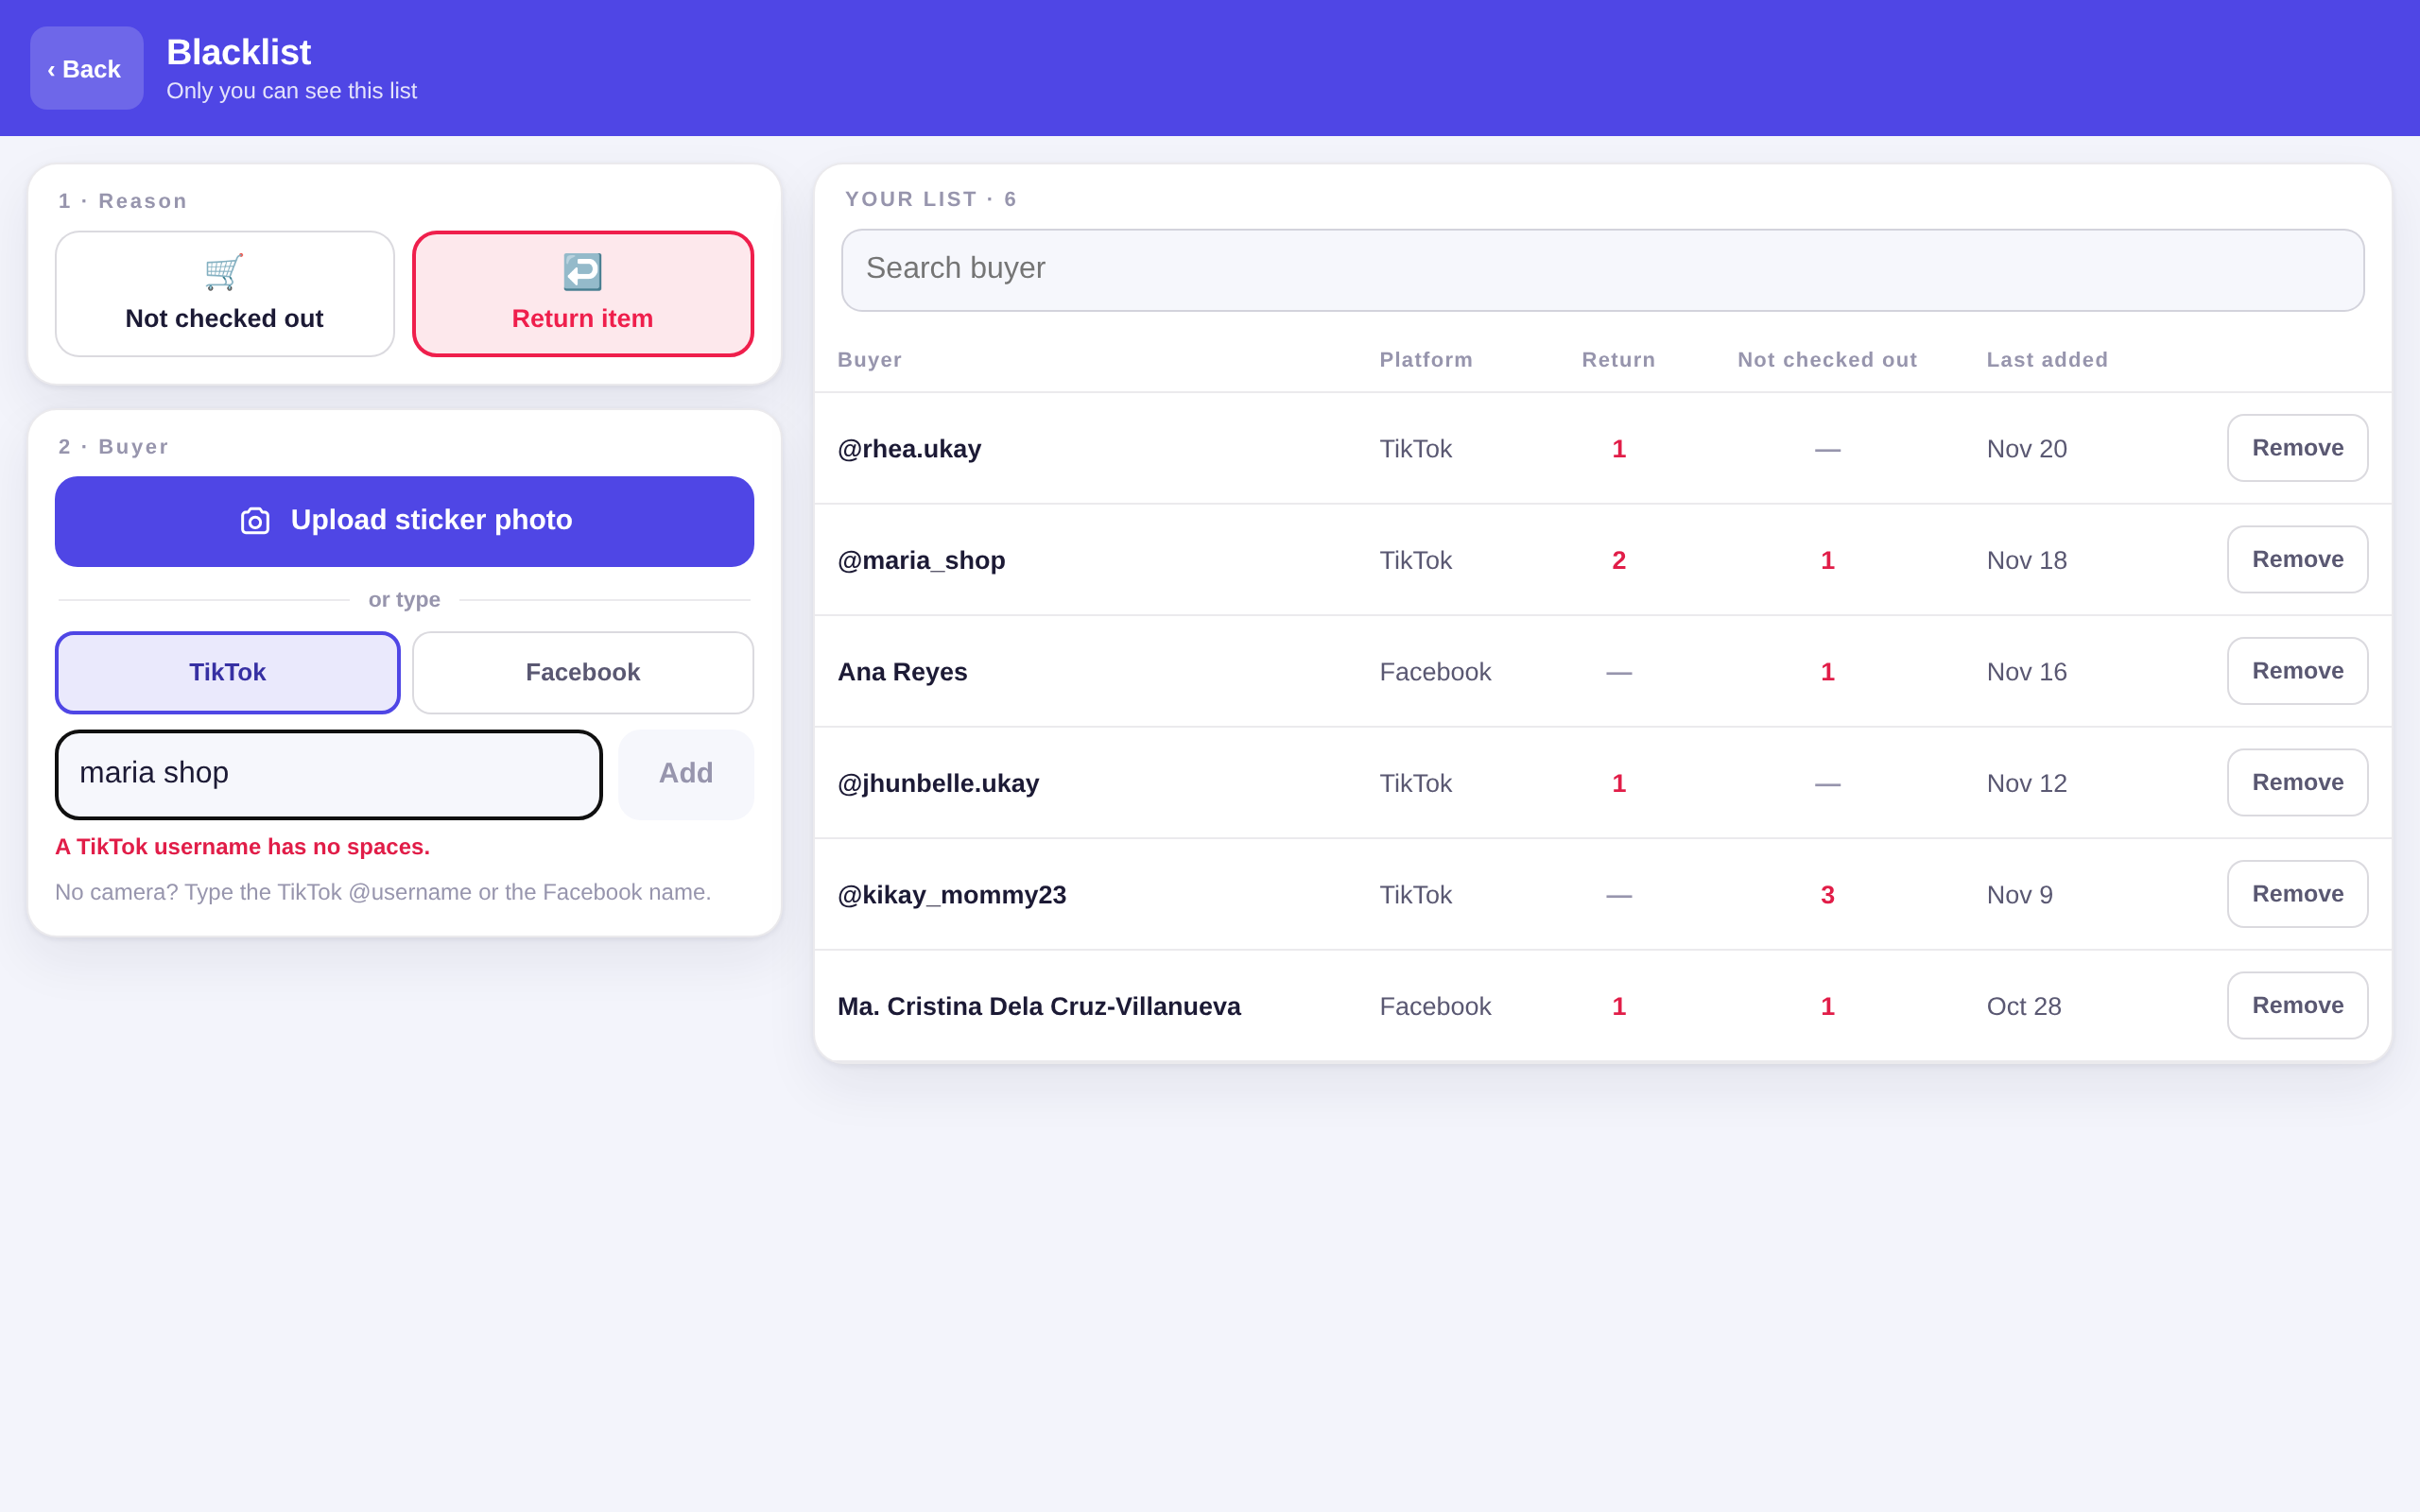 ‹ Back
Blacklist
Only you can see this list
1 · Reason
Not checked out
Return item
2 · Buyer
Upload sticker photo
or type
TikTok
Facebook
maria shop
Add
A TikTok username has no spaces.
No camera? Type the TikTok @username or the Facebook name.
YOUR LIST · 6
Search buyer
Buyer Platform Return Not checked out Last added
@rhea.ukay TikTok 1 — Nov 20 Remove
@maria_shop TikTok 2 1 Nov 18 Remove
Ana Reyes Facebook — 1 Nov 16 Remove
@jhunbelle.ukay TikTok 1 — Nov 12 Remove
@kikay_mommy23 TikTok — 3 Nov 9 Remove
Ma. Cristina Dela Cruz-Villanueva Facebook 1 1 Oct 28 Remove